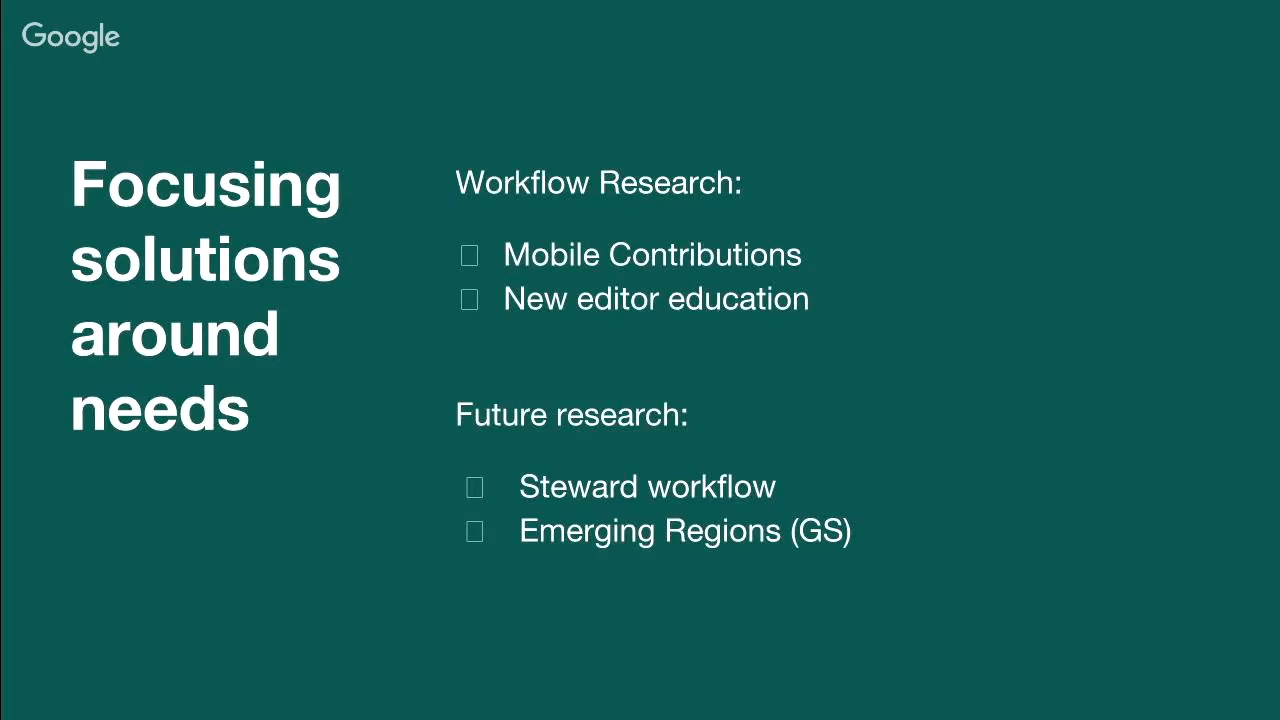 Google
Focusing
solutions
around
needs
Workflow Research:
Mobile Contributions
New editor education
Future research:
Steward workflow
Emerging Regions (GS)